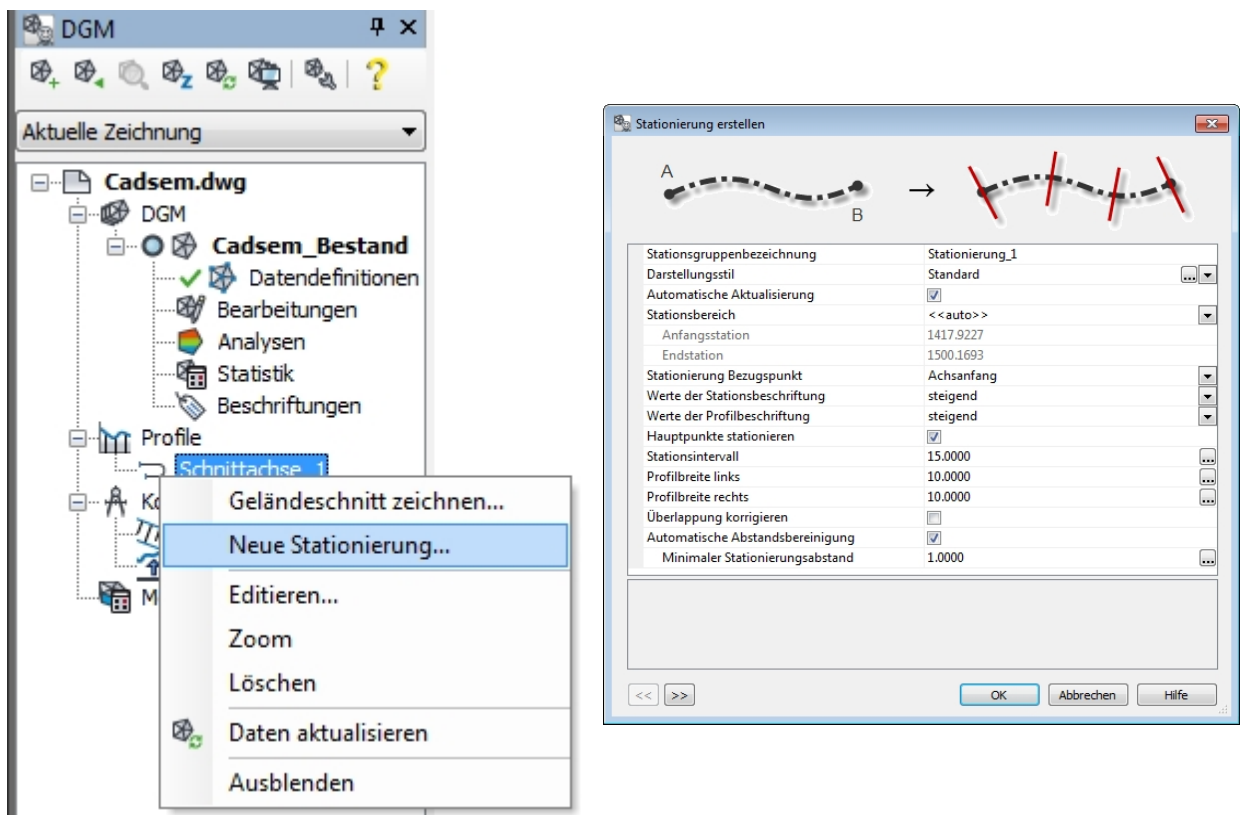 DGM
Aktuelle Zeichnung
Cadsem.dwg
DGM
Cadsem_Bestand
Datendefinitionen
Bearbeitungen
Analysen
Statistik
Beschriftungen
Profile
Schnittachse_1
Geländeschnitt zeichnen...
Neue Stationierung...
Editieren...
Zoom
Löschen
Daten aktualisieren
Ausblenden
Stationierung erstellen
A
B
Stationsgruppenbezeichnung Stationierung_1
Darstellungsstil Standard
Automatische Aktualisierung
Stationsbereich <<auto>>
Anfangsstation 1417.9227
Endstation 1500.1693
Stationierung Bezugspunkt Achsanfang
Werte der Stationsbeschriftung steigend
Werte der Profilbeschriftung steigend
Hauptpunkte stationieren
Stationsintervall 15.0000
Profilbreite links 10.0000
Profilbreite rechts 10.0000
Überlappung korrigieren
Automatische Abstandsbereinigung
Minimaler Stationierungsabstand 1.0000
<< >> OK Abbrechen Hilfe